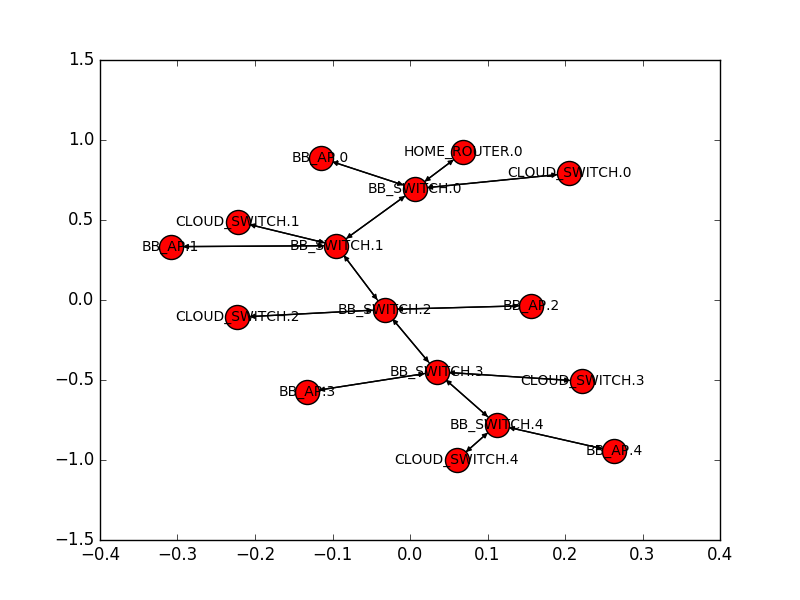 1.5
1.0
0.5
0.0
−0.5
−1.0
−1.5
BB_AP.0
HOME_ROUTER.0
CLOUD_SWITCH.0
BB_SWITCH.0
CLOUD_SWITCH.1
BB_AP.1
BB_SWITCH.1
BB_AP.2
BB_SWITCH.2
CLOUD_SWITCH.2
BB_SWITCH.3
CLOUD_SWITCH.3
BB_AP.3
BB_SWITCH.4
BB_AP.4
CLOUD_SWITCH.4
−0.4
−0.3
−0.2
−0.1
0.0
0.1
0.2
0.3
0.4